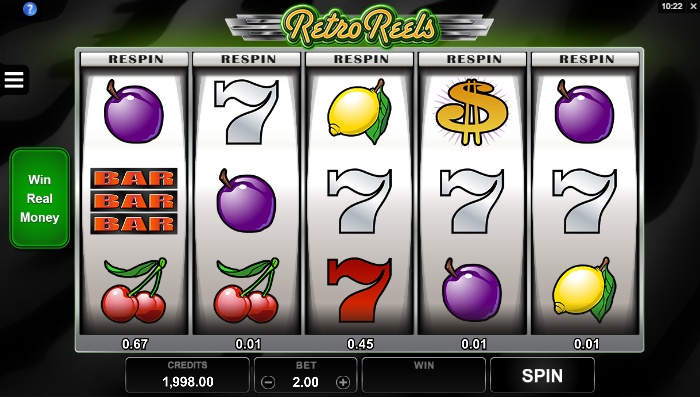 ?
10:22 X
Retro Reels
RESPIN RESPIN RESPIN RESPIN RESPIN
Win
Real
Money
7
$
BAR
BAR
BAR
7
7
7
7
0.67 0.01 0.45 0.01 0.01
CREDITS BET WIN
1,998.00 − 2.00 + SPIN